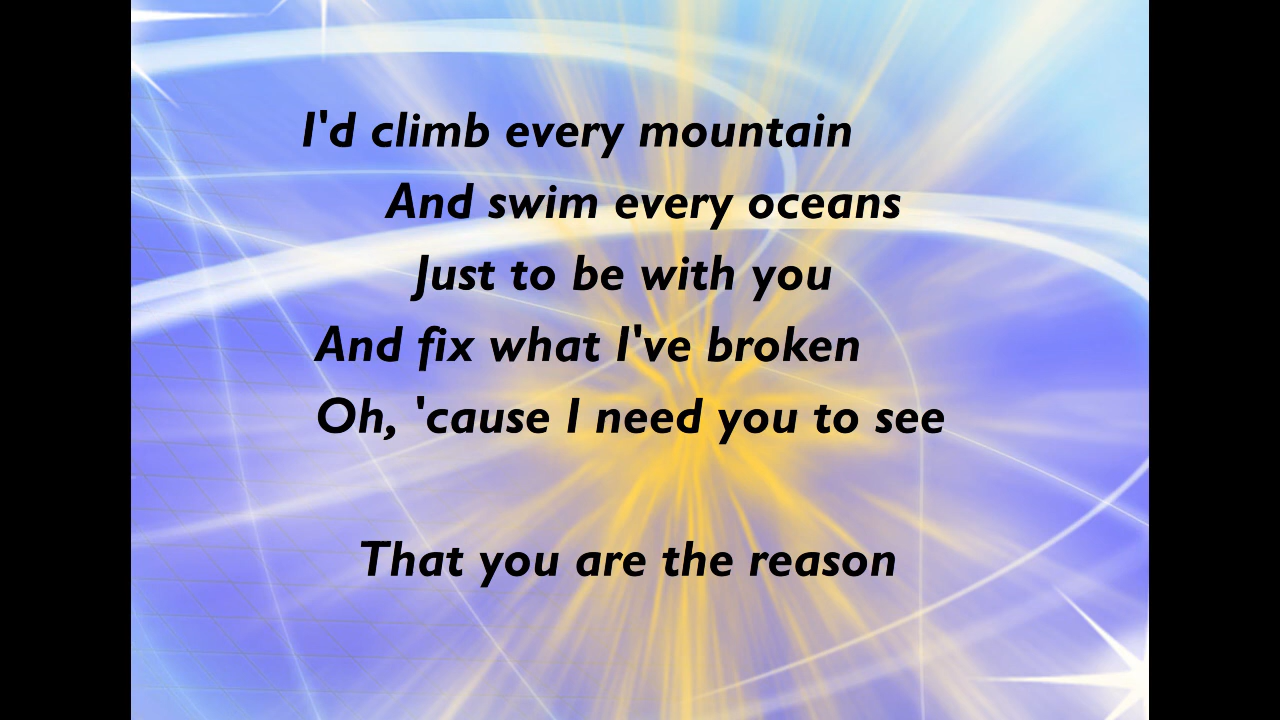 I'd climb every mountain
And swim every oceans
Just to be with you
And fix what I've broken
Oh, 'cause I need you to see
That you are the reason